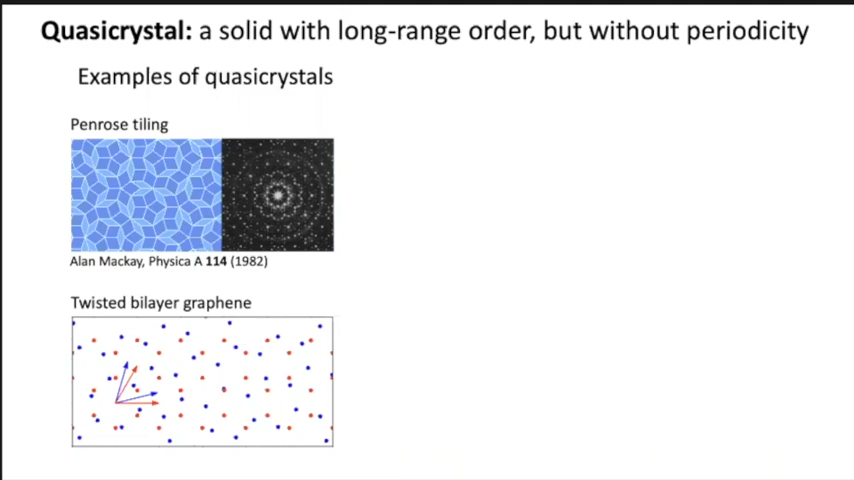 Quasicrystal: a solid with long-range order, but without periodicity
Examples of quasicrystals
Penrose tiling
Alan Mackay, Physica A 114 (1982)
Twisted bilayer graphene